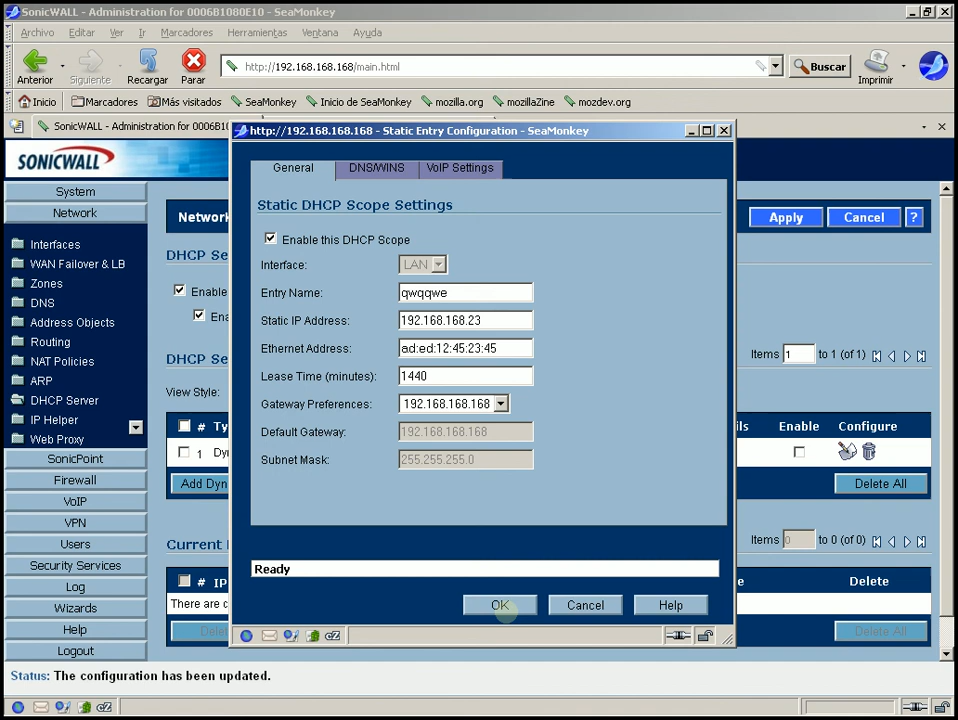 SonicWALL - Administration for 0006B1080E10 - SeaMonkey
Archivo Editar Ver Ir Marcadores Herramientas Ventana Ayuda
Anterior Siguiente Recargar Parar http://192.168.168.168/main.html Buscar Imprimir
Inicio Marcadores Más visitados SeaMonkey Inicio de SeaMonkey mozilla.org mozillaZine mozdev.org
SonicWALL - Administration for 0006B10
http://192.168.168.168 - Static Entry Configuration - SeaMonkey
SONICWALL
System
Network
Interfaces
WAN Failover & LB
Zones
DNS
Address Objects
Routing
NAT Policies
ARP
DHCP Server
IP Helper
Web Proxy
SonicPoint
Firewall
VoIP
VPN
Users
Security Services
Log
Wizards
Help
Logout
Network
Apply Cancel ?
DHCP Se
Enable
Ena
DHCP Se
Items 1 to 1 (of 1)
View Style:
# Ty ils Enable Configure
1 Dyn
Add Dyn Delete All
Current
Items 0 to 0 (of 0)
# IP e Delete
There are c
Dele Delete All
General DNS/WINS VoIP Settings
Static DHCP Scope Settings
Enable this DHCP Scope
Interface: LAN
Entry Name: qwqqwe
Static IP Address: 192.168.168.23
Ethernet Address: ad:ed:12:45:23:45
Lease Time (minutes): 1440
Gateway Preferences: 192.168.168.168
Default Gateway: 192.168.168.168
Subnet Mask: 255.255.255.0
Ready
OK Cancel Help
Status: The configuration has been updated.